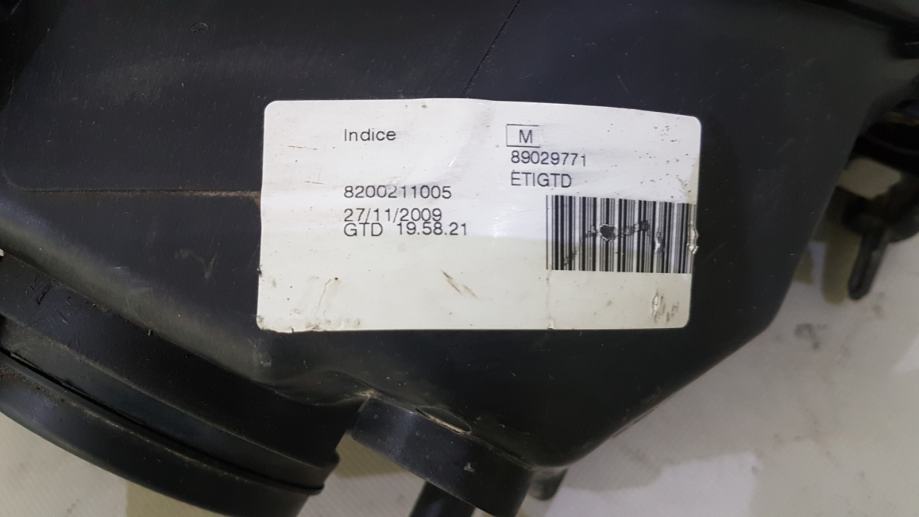 Indice M
89029771
ETIGTD
8200211005
27/11/2009
GTD 19.58.21